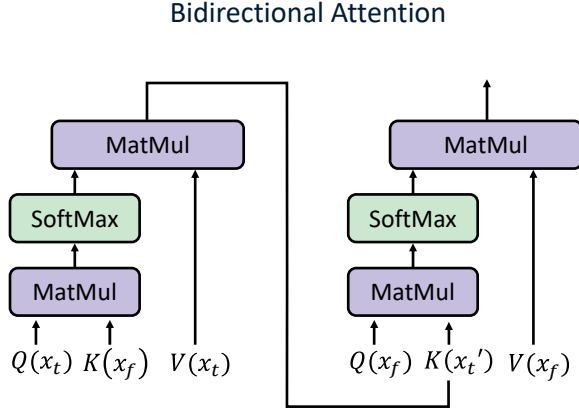 Bidirectional Attention
MatMul
SoftMax
MatMul
Q(x_t) K(x_f) V(x_t)
MatMul
SoftMax
MatMul
Q(x_f) K(x_t') V(x_f)